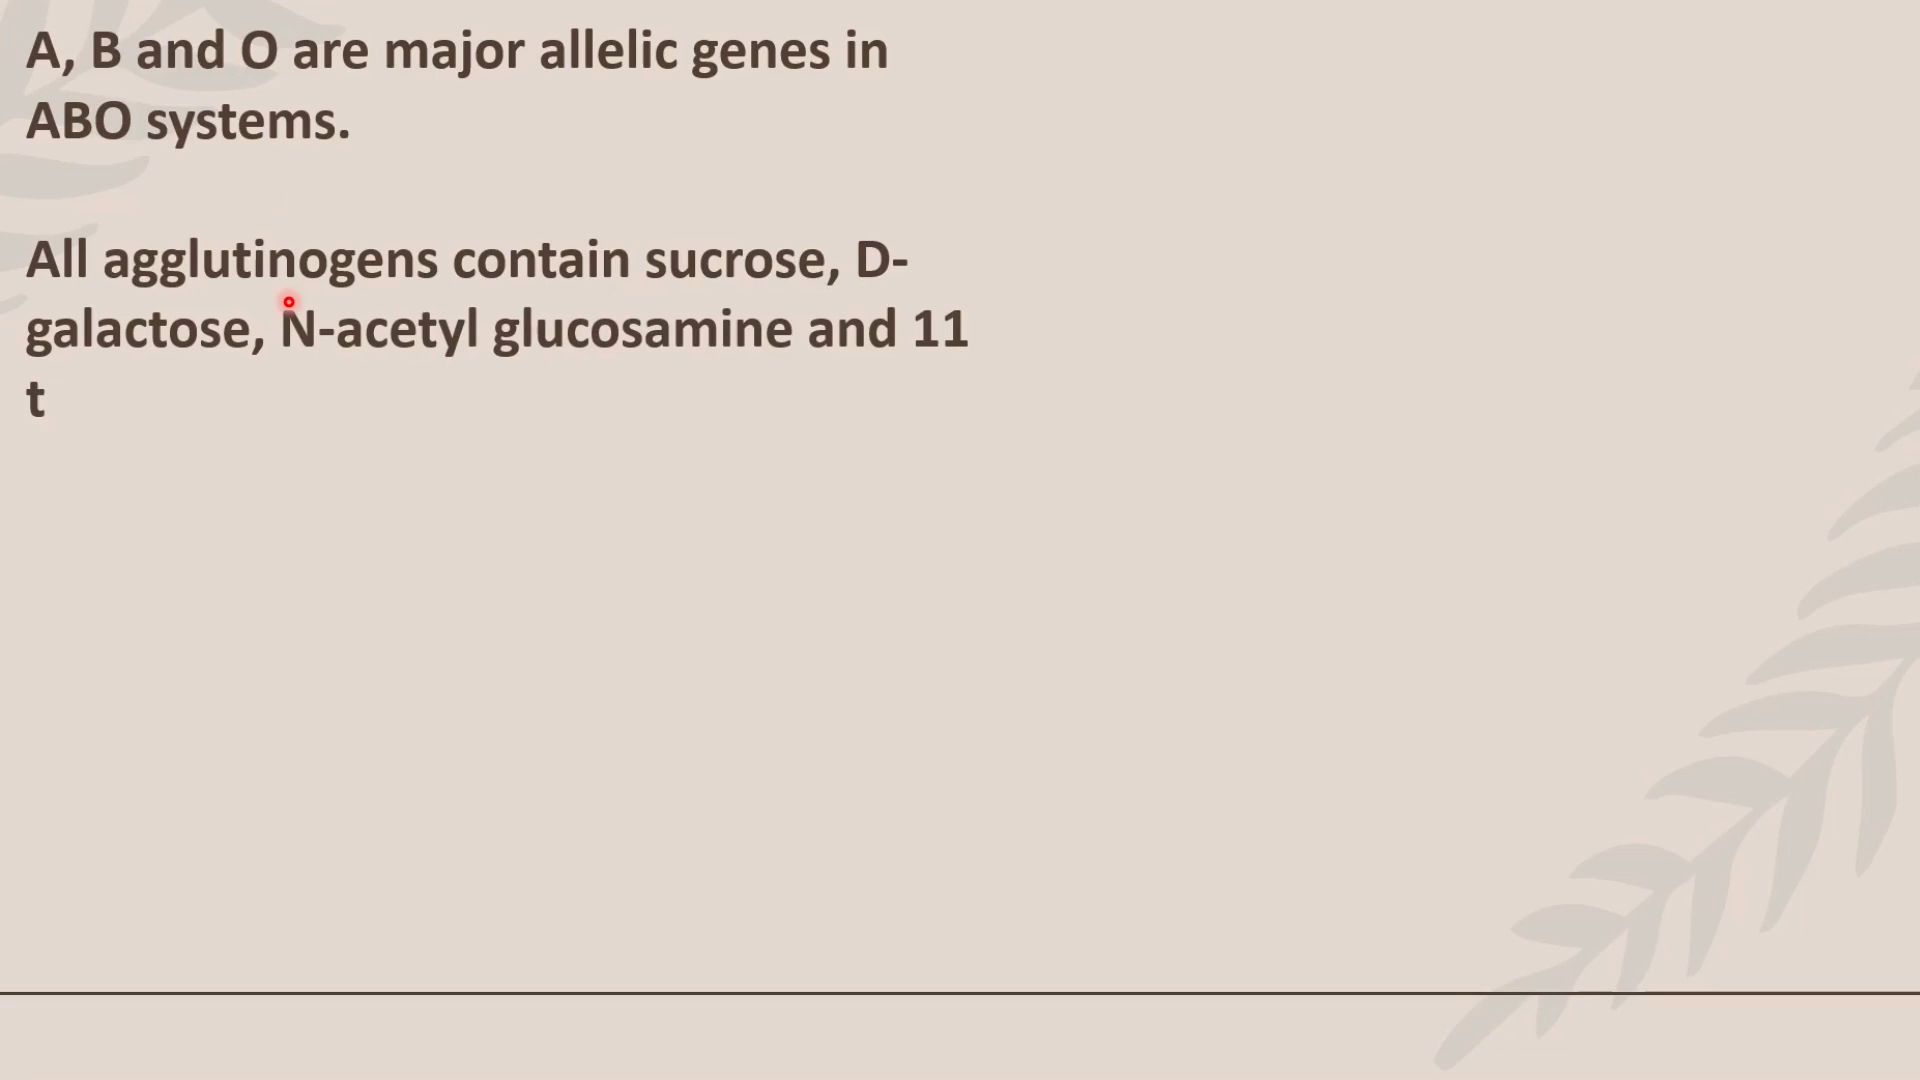 A, B and O are major allelic genes in
ABO systems.
All agglutinogens contain sucrose, D-
galactose, N-acetyl glucosamine and 11
t